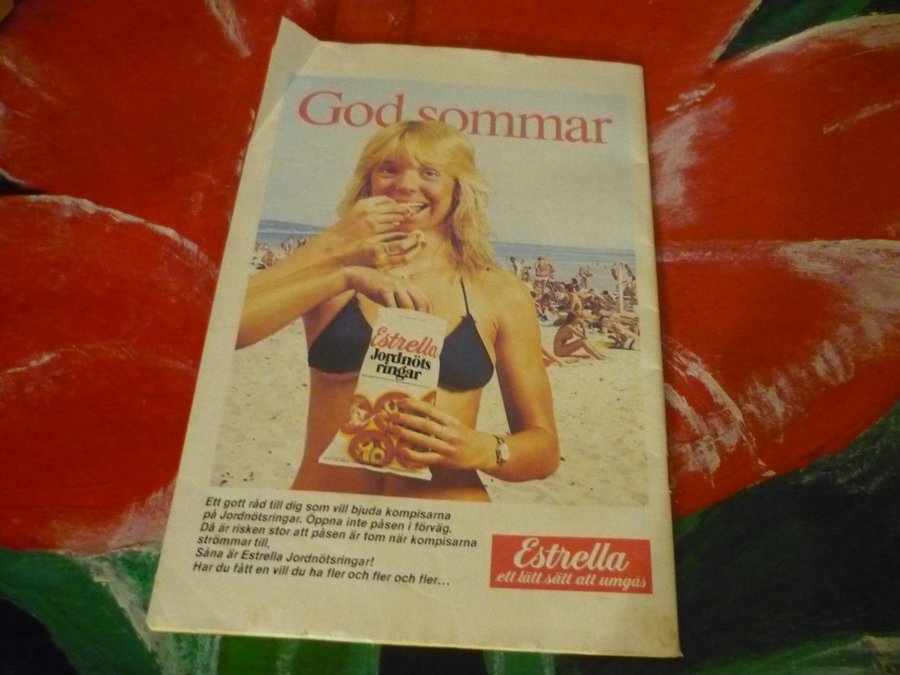 God sommar
Estrella
Jordnöts
ringar
Ett gott råd till dig som vill bjuda kompisarna
på Jordnötsringar. Öppna inte påsen i förväg.
Då är risken stor att påsen är tom när kompisarna
strömmar till.
Såna är Estrella Jordnötsringar!
Har du fått en vill du ha fler och fler och fler...
Estrella
ett lätt sätt att umgås